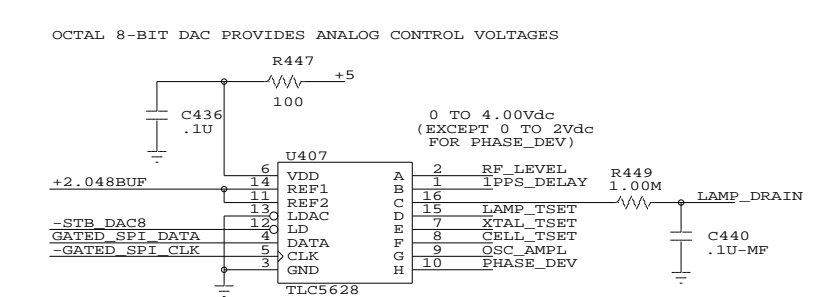 OCTAL 8-BIT DAC PROVIDES ANALOG CONTROL VOLTAGES
R447
+5
100
C436
.1U
0 TO 4.00Vdc
(EXCEPT 0 TO 2Vdc
FOR PHASE_DEV)
U407
6 VDD A 2 RF_LEVEL
+2.048BUF 14 REF1 B 1 1PPS_DELAY
11 REF2 C 16
13 LDAC D 15 LAMP_TSET
-STB_DAC8 12 LD E 7 XTAL_TSET
GATED_SPI_DATA 4 DATA F 8 CELL_TSET
-GATED_SPI_CLK 5 CLK G 9 OSC_AMPL
3 GND H 10 PHASE_DEV
TLC5628
R449
1.00M
LAMP_DRAIN
C440
.1U-MF